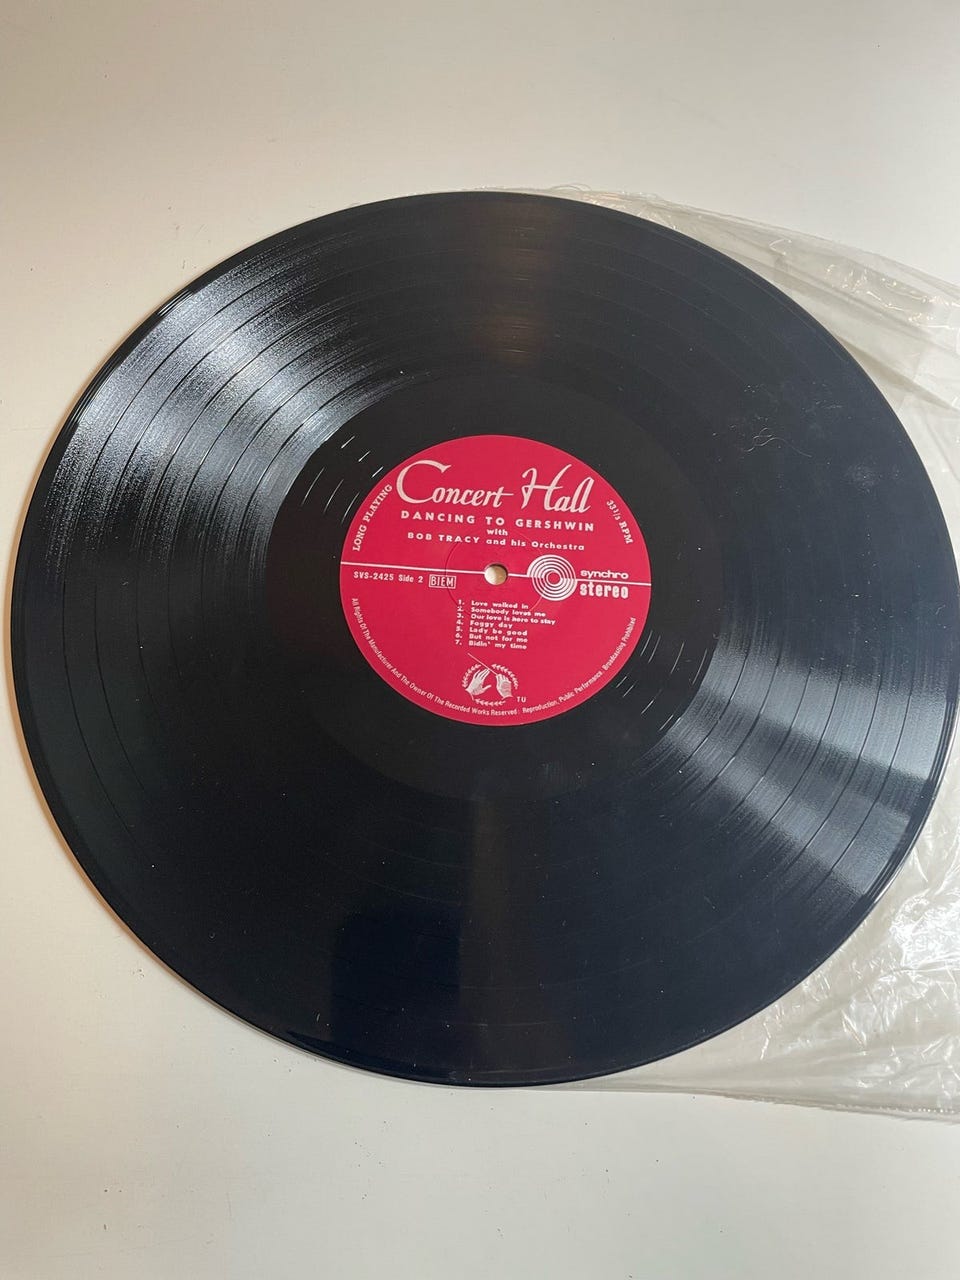 Concert Hall
LONG PLAYING
33 1/3 RPM
DANCING TO GERSHWIN
with
BOB TRACY and his Orchestra
SVS-2425 Side 2 BIEM
synchro
stereo
1. Love walked in
2. Somebody loves me
3. Our love is here to stay
4. Foggy day
5. Lady be good
6. But not for me
7. Bidin' my time
TU
All Rights Of The Manufacturer And The Owner Of The Recorded Works Reserved: Reproduction, Public Performance, Broadcasting Prohibited